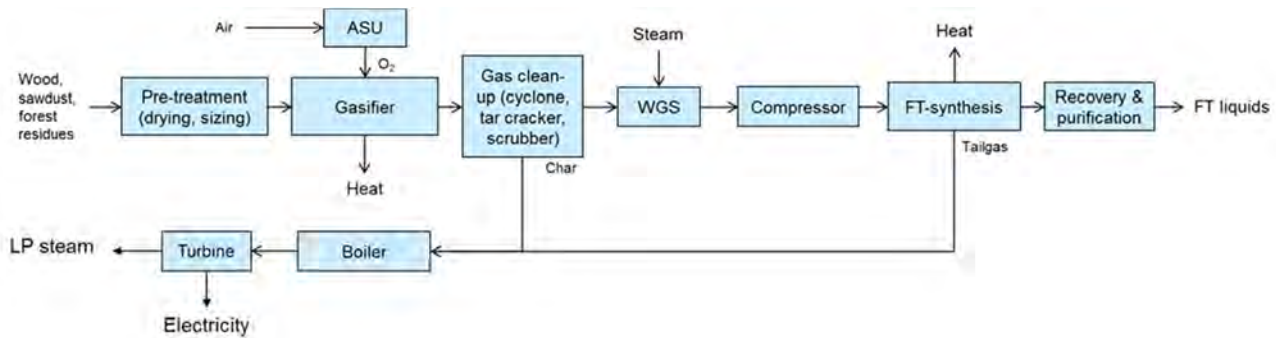 Air
ASU
O₂
Steam
Heat
Wood,
sawdust,
forest
residues
Pre-treatment
(drying, sizing)
Gasifier
Gas clean-
up (cyclone,
tar cracker,
scrubber)
WGS
Compressor
FT-synthesis
Recovery &
purification
FT liquids
Char
Tailgas
Heat
LP steam
Turbine
Boiler
Electricity